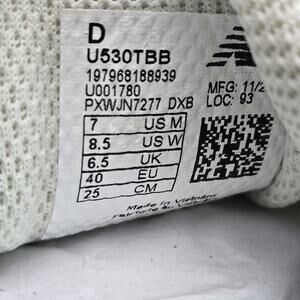 D
U530TBB
197968188939
U001780
PXWJN7277 DXB
MFG: 11/2
LOC: 93
7 US M
8.5 US W
6.5 UK
40 EU
25 CM
Made in Vietnam